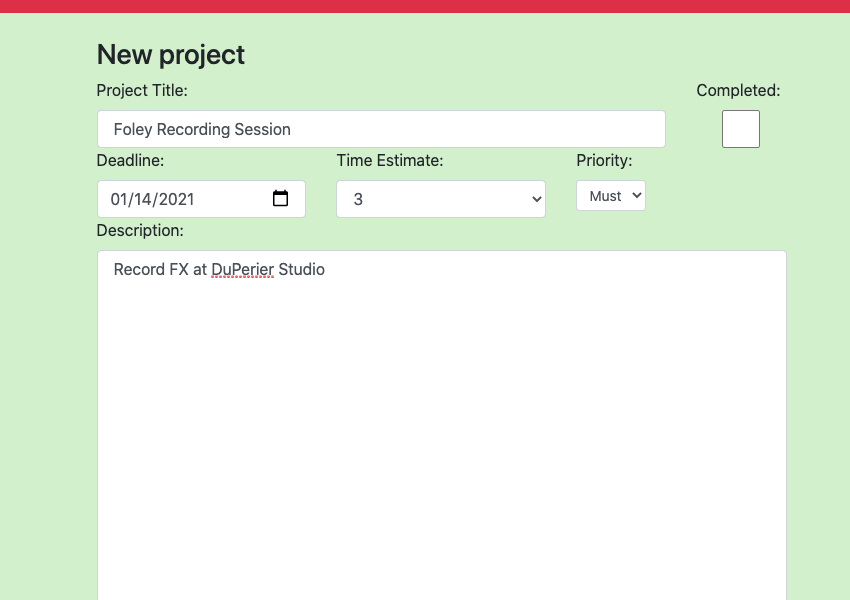 New project
Project Title: Completed:
Foley Recording Session
Deadline: Time Estimate: Priority:
01/14/2021 3 Must
Description:
Record FX at DuPerier Studio